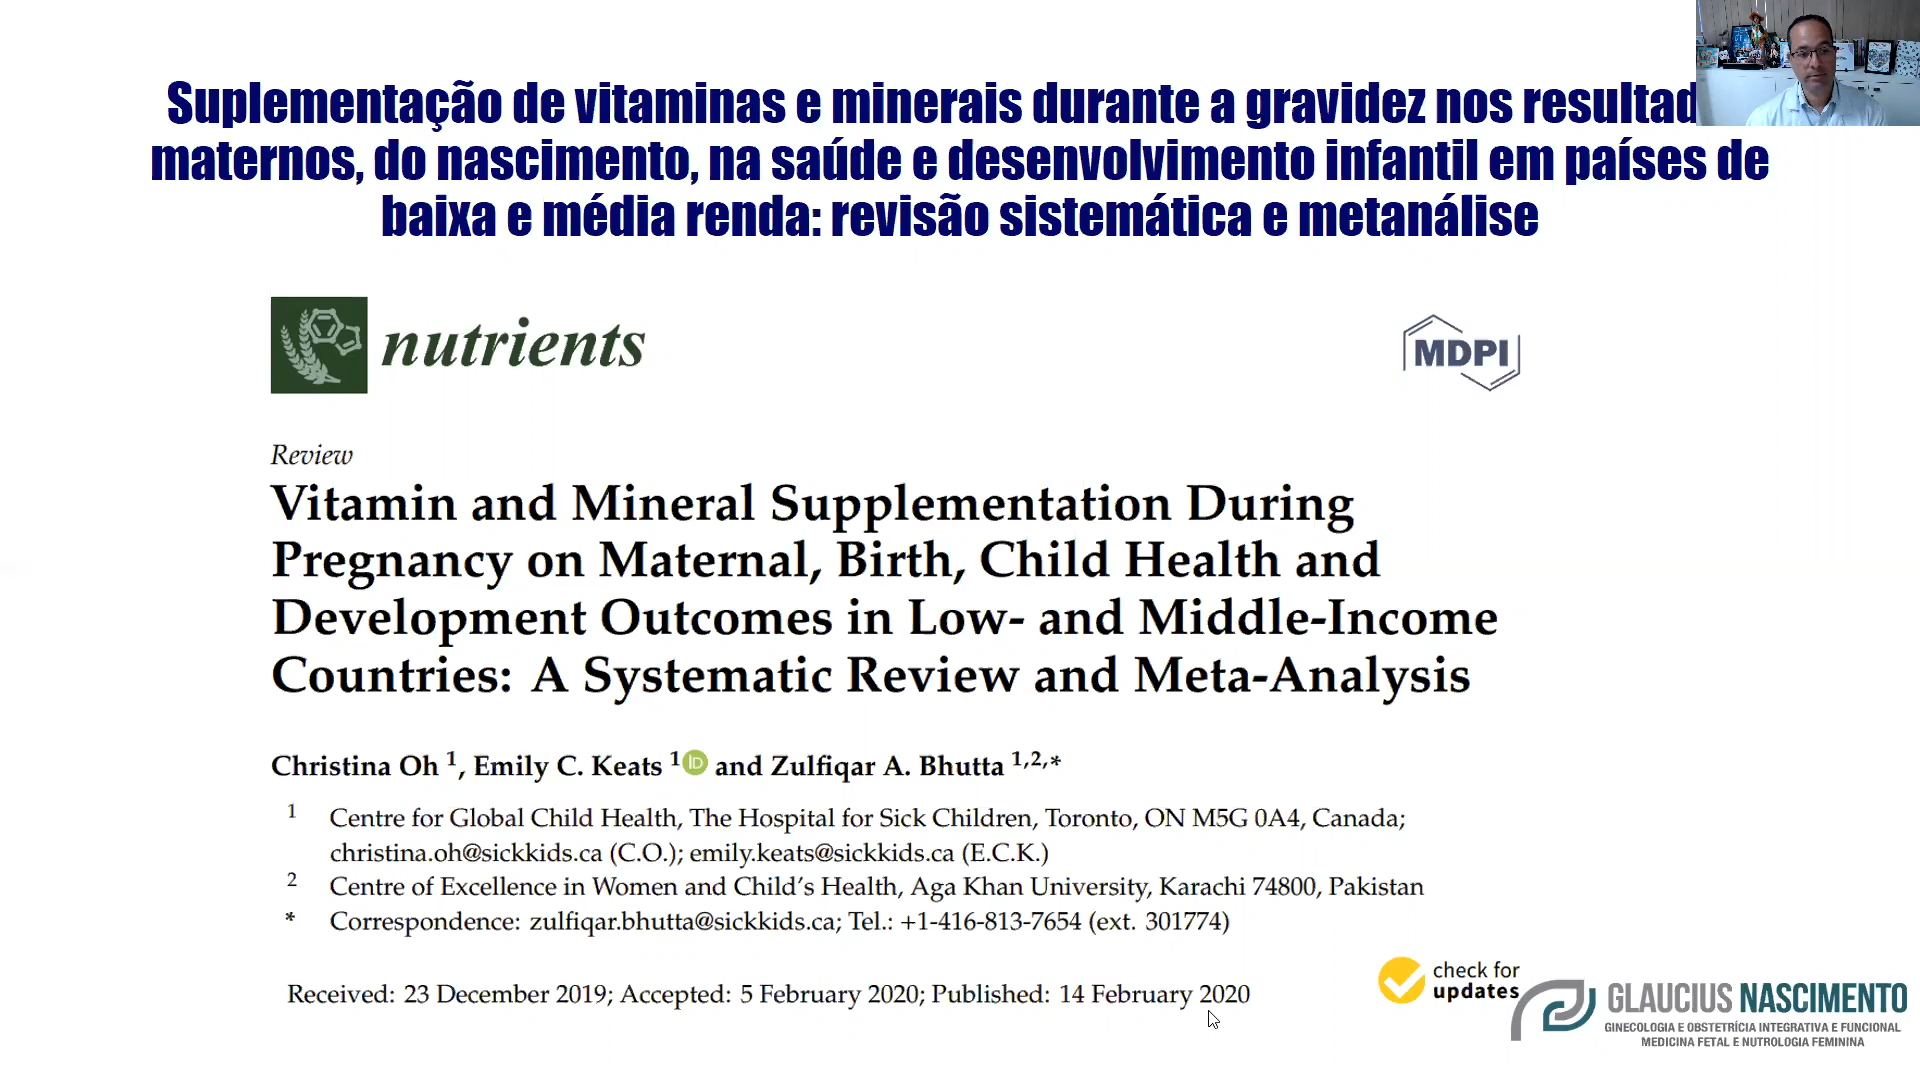 Suplementação de vitaminas e minerais durante a gravidez nos resultad
maternos, do nascimento, na saúde e desenvolvimento infantil em países de
baixa e média renda: revisão sistemática e metanálise
nutrients
MDPI
Review
Vitamin and Mineral Supplementation During
Pregnancy on Maternal, Birth, Child Health and
Development Outcomes in Low- and Middle-Income
Countries: A Systematic Review and Meta-Analysis
Christina Oh 1, Emily C. Keats 1 iD and Zulfiqar A. Bhutta 1,2,*
1 Centre for Global Child Health, The Hospital for Sick Children, Toronto, ON M5G 0A4, Canada;
christina.oh@sickkids.ca (C.O.); emily.keats@sickkids.ca (E.C.K.)
2 Centre of Excellence in Women and Child's Health, Aga Khan University, Karachi 74800, Pakistan
* Correspondence: zulfiqar.bhutta@sickkids.ca; Tel.: +1-416-813-7654 (ext. 301774)
Received: 23 December 2019; Accepted: 5 February 2020; Published: 14 February 2020
check for
updates
GLAUCIUS NASCIMENTO
GINECOLOGIA E OBSTETRÍCIA INTEGRATIVA E FUNCIONAL
MEDICINA FETAL E NUTROLOGIA FEMININA